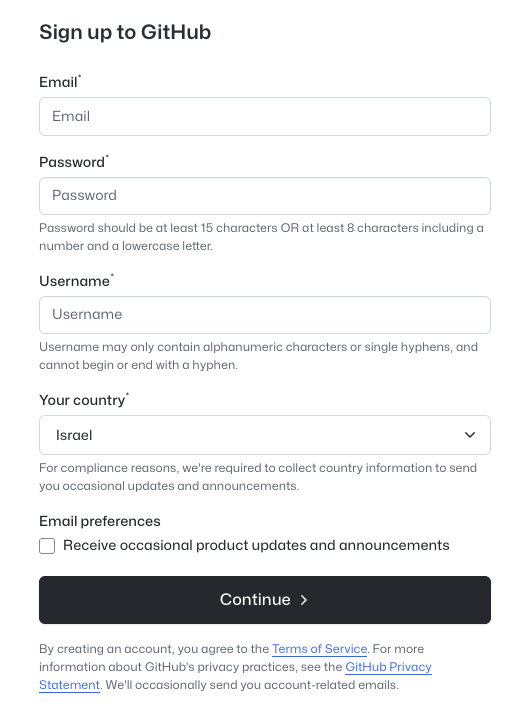 Sign up to GitHub
Email*
Email
Password*
Password
Password should be at least 15 characters OR at least 8 characters including a
number and a lowercase letter.
Username*
Username
Username may only contain alphanumeric characters or single hyphens, and
cannot begin or end with a hyphen.
Your country*
Israel
For compliance reasons, we're required to collect country information to send
you occasional updates and announcements.
Email preferences
Receive occasional product updates and announcements
Continue
By creating an account, you agree to the Terms of Service. For more
information about GitHub's privacy practices, see the GitHub Privacy
Statement. We'll occasionally send you account-related emails.